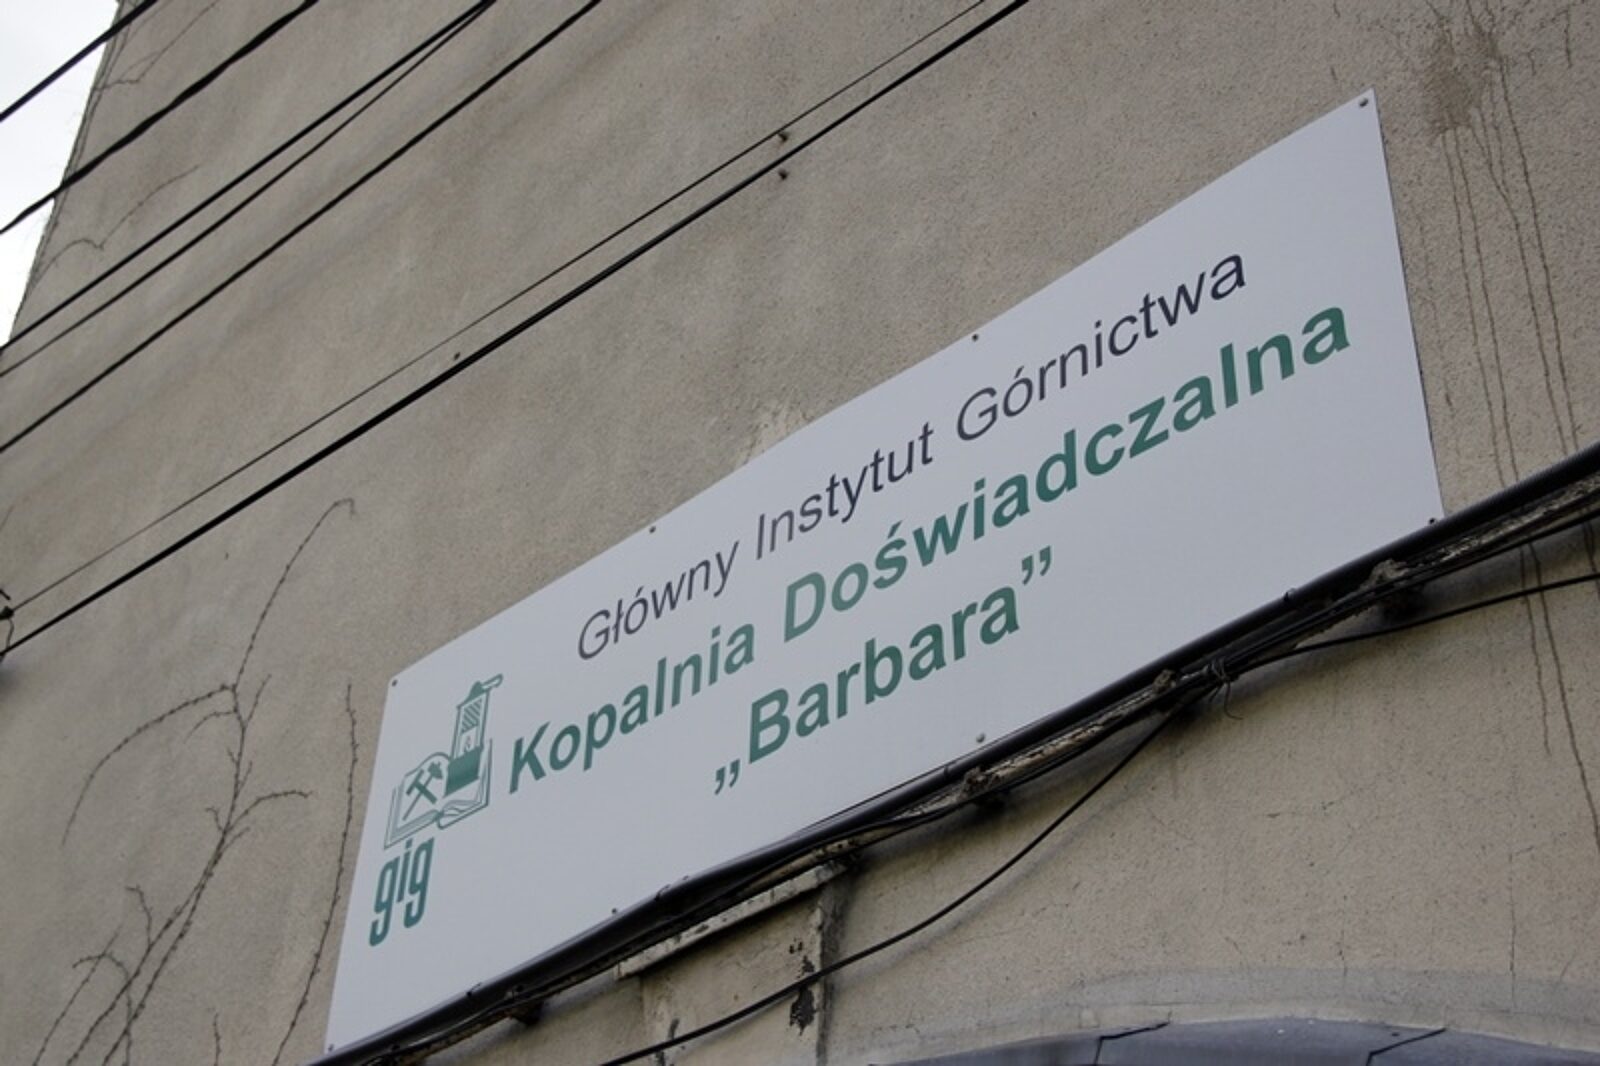 Główny Instytut Górnictwa
Kopalnia Doświadczalna
„Barbara”
gig